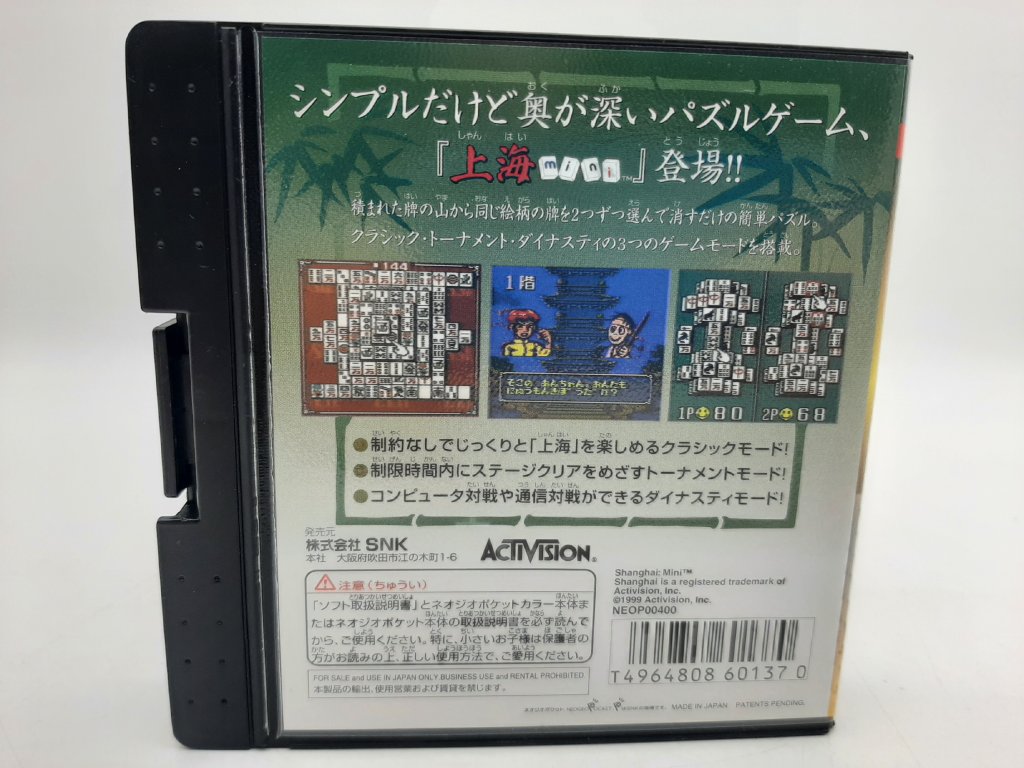 シンプルだけど奥が深いパズルゲーム、
『上海mini™』登場!!
積まれた牌の山から同じ絵柄の牌を2つずつ選んで消すだけの簡単パズル。
クラシック・トーナメント・ダイナスティの3つのゲームモードを搭載。
144
1階
1P 80 2P 68
制約なしでじっくりと「上海」を楽しめるクラシックモード!
制限時間内にステージクリアをめざすトーナメントモード!
コンピュータ対戦や通信対戦ができるダイナスティモード!
発売元
株式会社 SNK
本社 大阪府吹田市江の木町1-6
ACTIVISION®
注意(ちゅうい)
「ソフト取扱説明書」とネオジオポケットカラー本体ま
たはネオジオポケット本体の取扱説明書を必ず読んで
から、ご使用ください。特に、小さいお子様は保護者の
方がお読みの上、正しい使用方法で、ご愛用ください。
FOR SALE and USE IN JAPAN ONLY. BUSINESS USE and RENTAL PROHIBITED.
本製品の輸出、使用営業および賃貸を禁じます。
Shanghai: Mini™
Shanghai is a registered trademark of
Activision, Inc.
©1999 Activision, Inc.
NEOP00400
T4964808 60137 0
MADE IN JAPAN PATENTS PENDING.